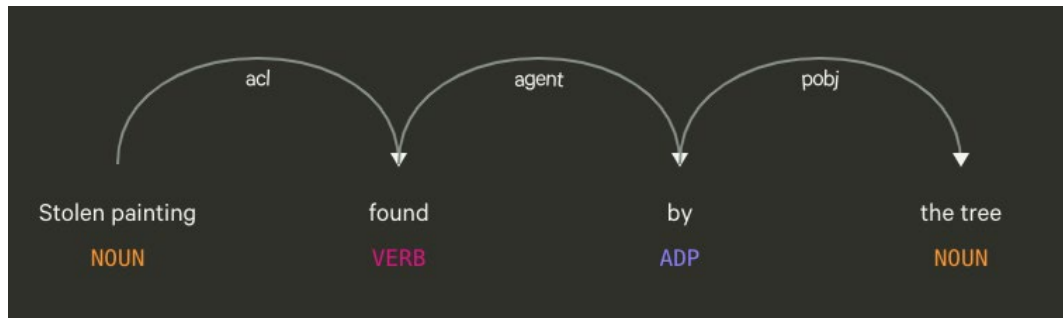 acl agent pobj
Stolen painting found by the tree
NOUN VERB ADP NOUN